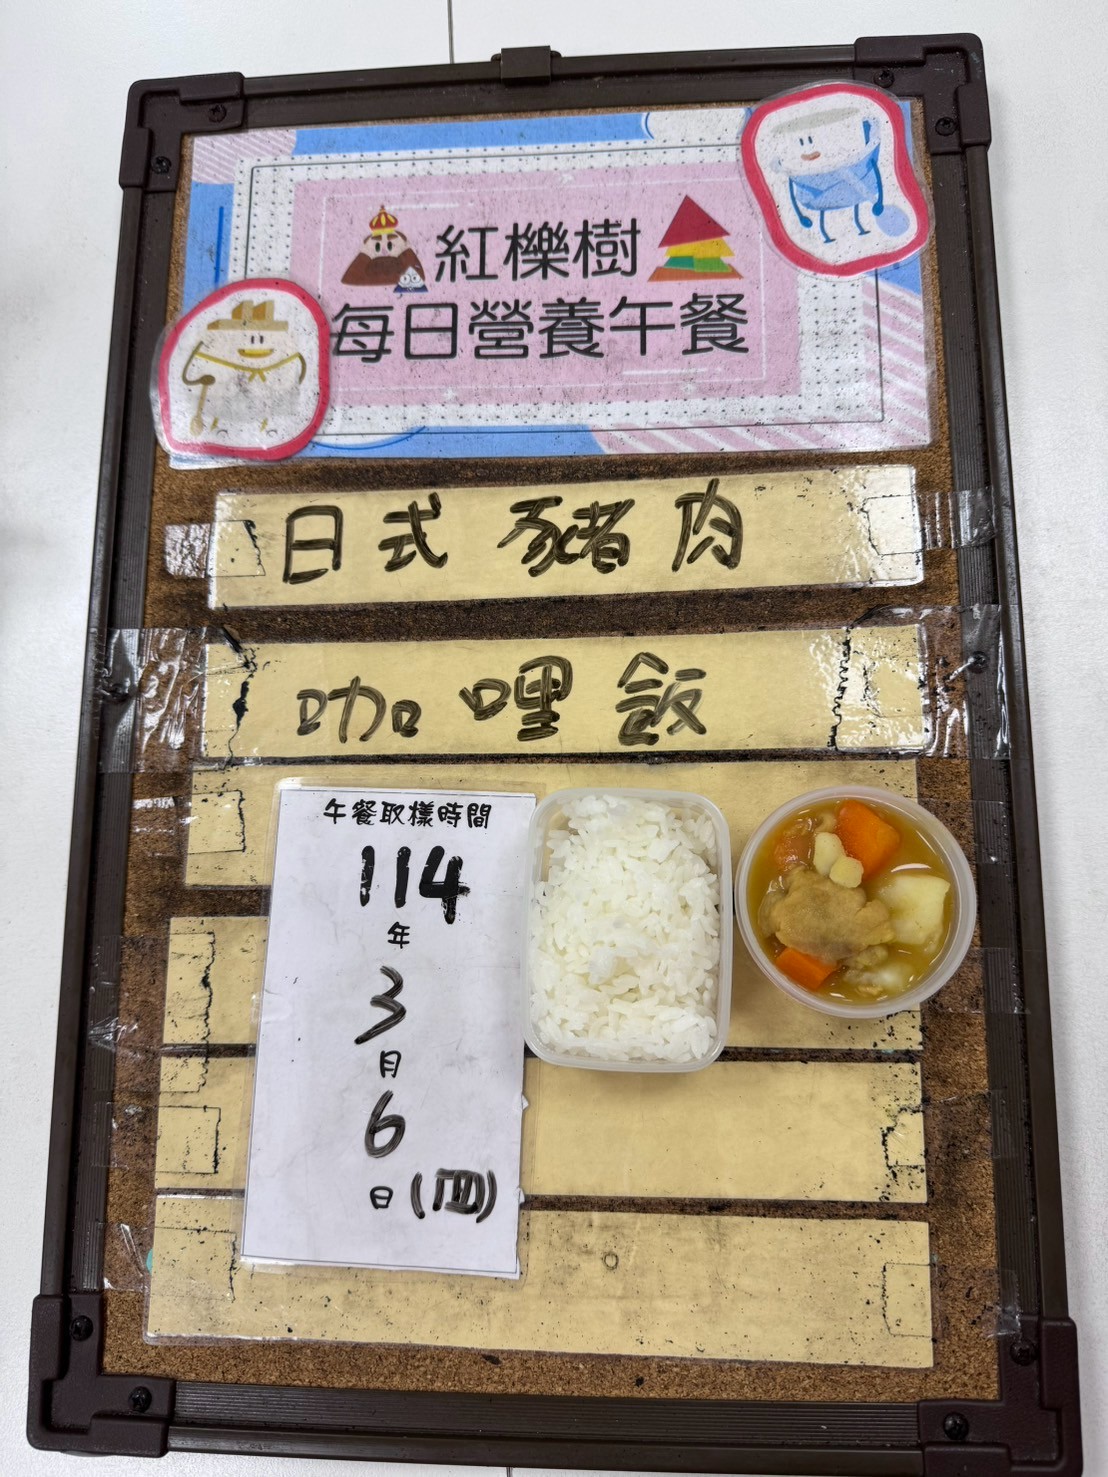 紅櫟樹
每日營養午餐
日式豬肉
咖哩飯
午餐取樣時間
114
年
3
月
6
日(四)